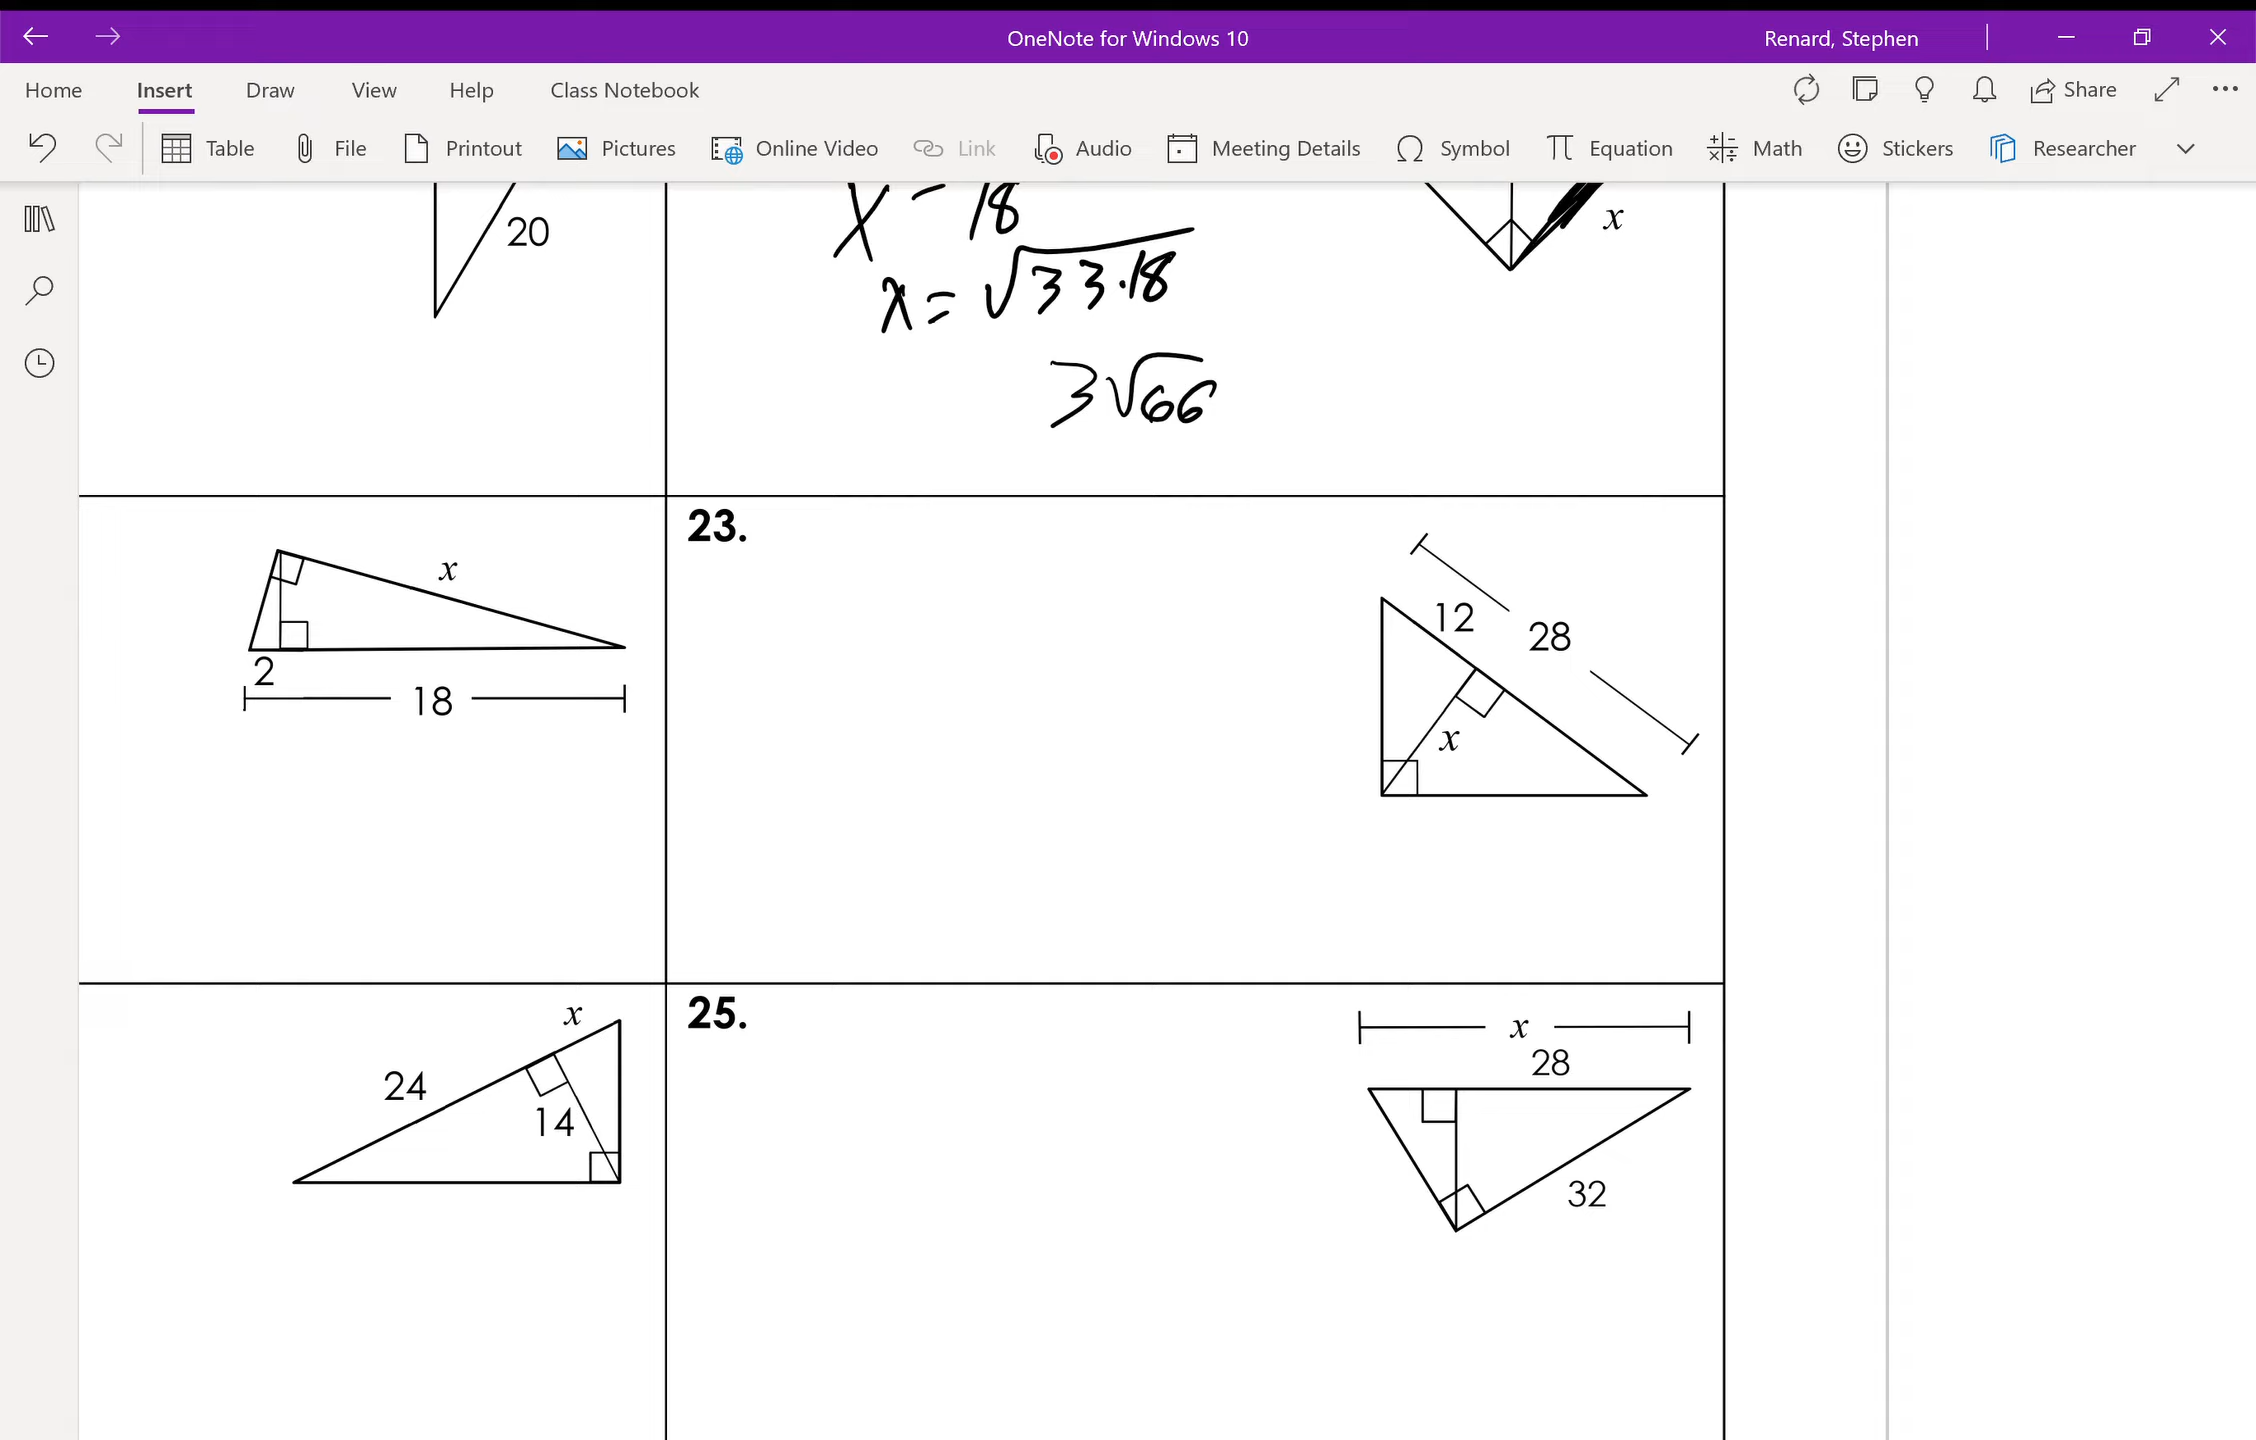 OneNote for Windows 10
Renard, Stephen
Home Insert Draw View Help Class Notebook
Share
Table File Printout Pictures Online Video Link Audio Meeting Details Symbol Equation Math Stickers Researcher
20
x = 18
x
x = √33·18
3√66
x
2
18
23.
12
28
x
x
24
14
25.
x
28
32